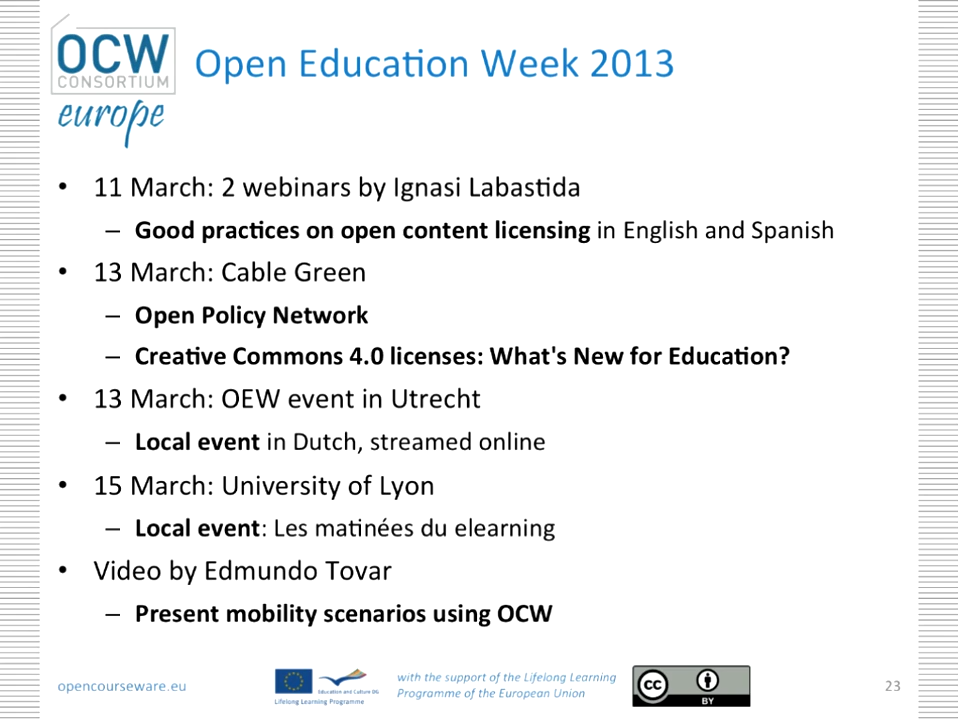 OCW
CONSORTIUM
europe
Open Education Week 2013
• 11 March: 2 webinars by Ignasi Labastida
– Good practices on open content licensing in English and Spanish
• 13 March: Cable Green
– Open Policy Network
– Creative Commons 4.0 licenses: What's New for Education?
• 13 March: OEW event in Utrecht
– Local event in Dutch, streamed online
• 15 March: University of Lyon
– Local event: Les matinées du elearning
• Video by Edmundo Tovar
– Present mobility scenarios using OCW
opencourseware.eu
Education and Culture DG
Lifelong Learning Programme
with the support of the Lifelong Learning
Programme of the European Union
cc
BY
23